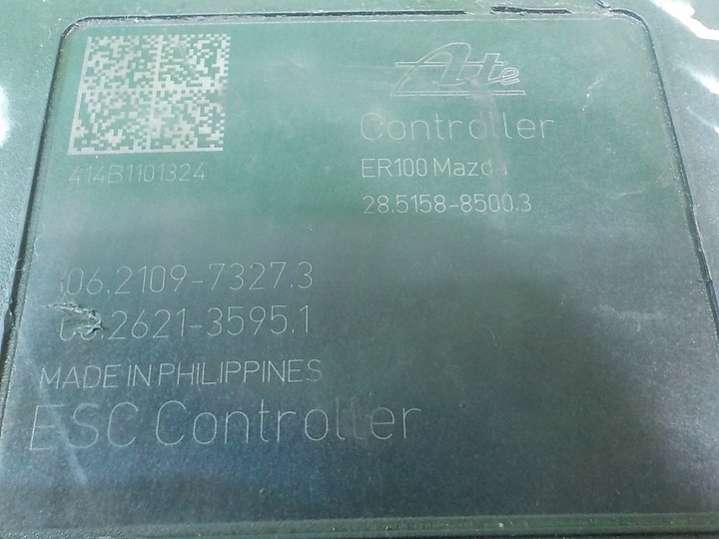 Ate
Controller
414B1101324
ER100 Mazda
28.5158-8500.3
06.2109-7327.3
06.2621-3595.1
MADE IN PHILIPPINES
ESC Controller